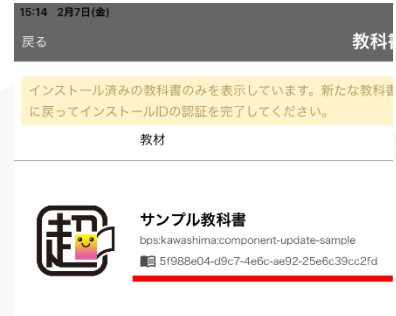 15:14 2月7日(金)
戻る 教科書
インストール済みの教科書のみを表示しています。新たな教科書
に戻ってインストールIDの認証を完了してください。
教材
超
サンプル教科書
bps:kawashima:component-update-sample
5f988e04-d9c7-4e6c-ae92-25e6c39cc2fd